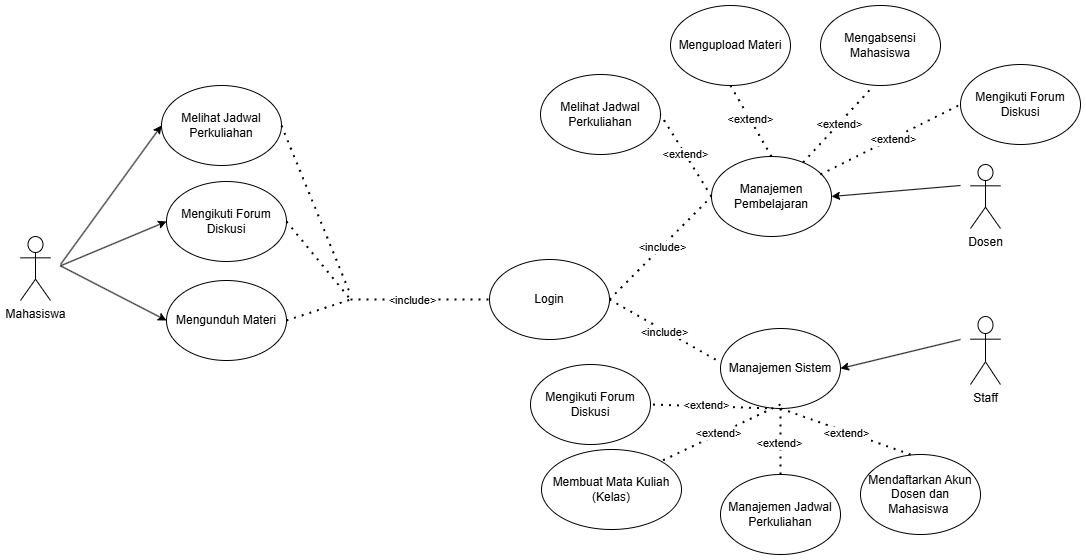 Mengupload Materi
Mengabsensi
Mahasiswa
Melihat Jadwal
Perkuliahan
Mengikuti Forum
Diskusi
Melihat Jadwal
Perkuliahan
<extend>
<extend>
<extend>
<extend>
Manajemen
Pembelajaran
Dosen
Mengikuti Forum
Diskusi
<include>
Mahasiswa
Mengunduh Materi
<include>
Login
<include>
Manajemen Sistem
Staff
Mengikuti Forum
Diskusi
<extend>
<extend>
<extend>
<extend>
Membuat Mata Kuliah
(Kelas)
Manajemen Jadwal
Perkuliahan
Mendaftarkan Akun
Dosen dan
Mahasiswa